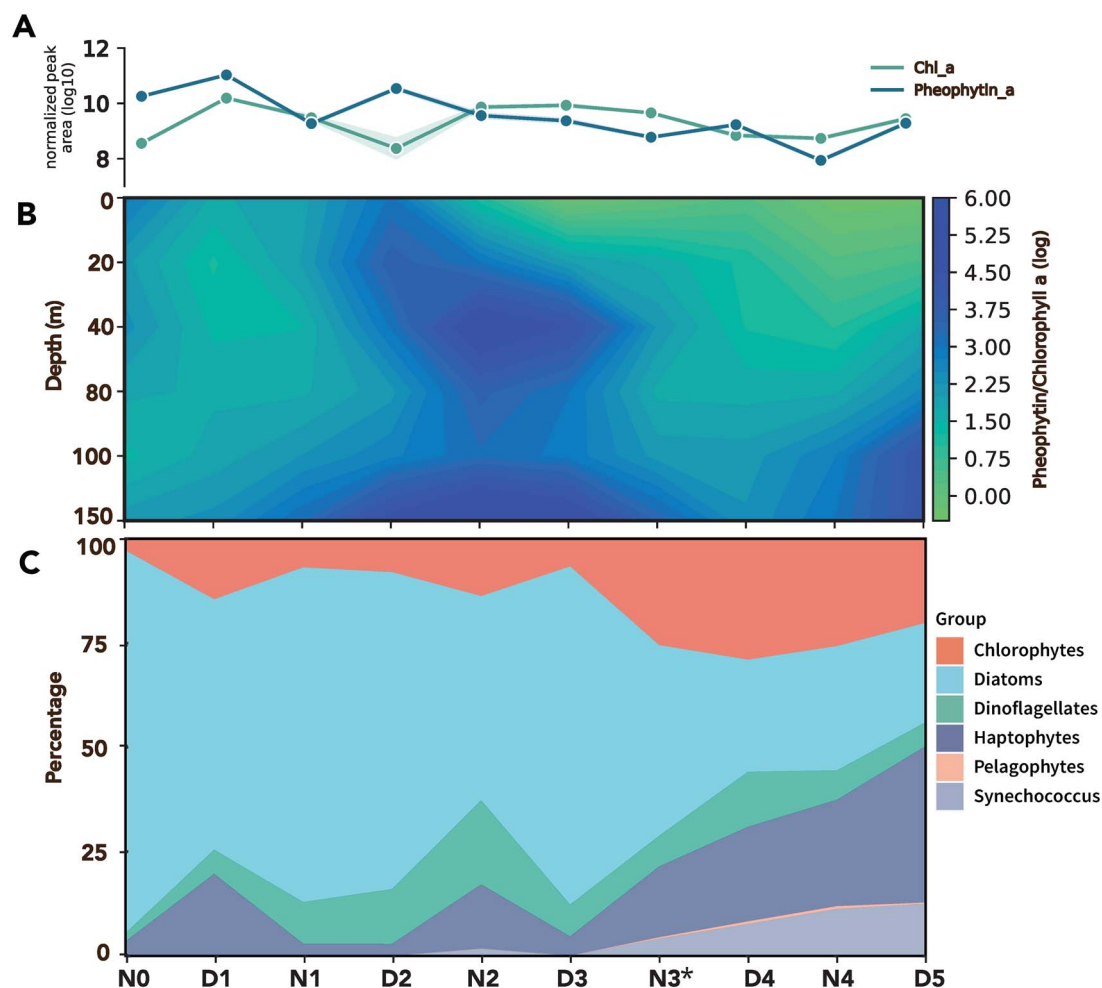 A
normalized peak
area (log10)
12
10
8
Chl_a
Pheophytin_a
B
Depth (m)
0
20
40
80
100
150
6.00
5.25
4.50
3.75
3.00
2.25
1.50
0.75
0.00
Pheophytin/Chlorophyll a (log)
C
Percentage
100
75
50
25
0
N0 D1 N1 D2 N2 D3 N3* D4 N4 D5
Group
Chlorophytes
Diatoms
Dinoflagellates
Haptophytes
Pelagophytes
Synechococcus